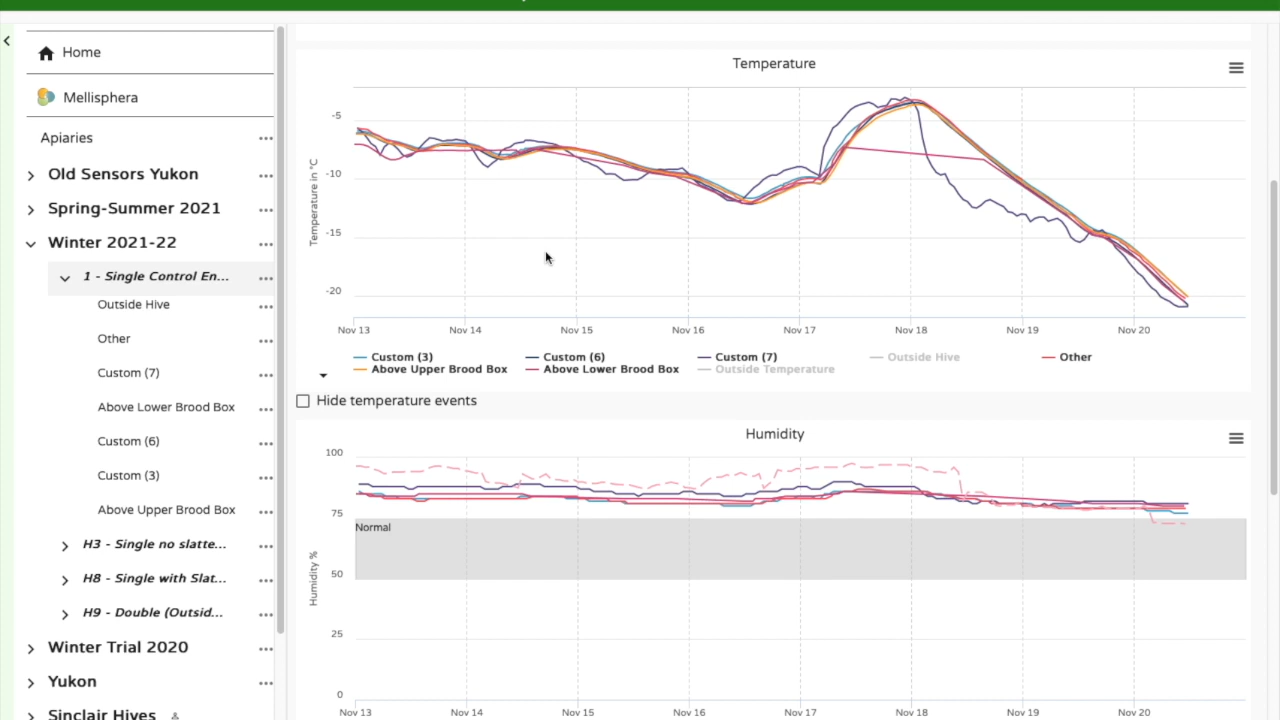 Home
Mellisphera
Apiaries
Old Sensors Yukon
Spring-Summer 2021
Winter 2021-22
1 - Single Control En...
Outside Hive
Other
Custom (7)
Above Lower Brood Box
Custom (6)
Custom (3)
Above Upper Brood Box
H3 - Single no slatte...
H8 - Single with Slat...
H9 - Double (Outsid...
Winter Trial 2020
Yukon
Sinclair Hives
Temperature
Temperature in °C
-5
-10
-15
-20
Nov 13 Nov 14 Nov 15 Nov 16 Nov 17 Nov 18 Nov 19 Nov 20
Custom (3) Custom (6) Custom (7) Outside Hive Other
Above Upper Brood Box Above Lower Brood Box Outside Temperature
Hide temperature events
Humidity
Humidity %
100
75
Normal
50
25
0
Nov 13 Nov 14 Nov 15 Nov 16 Nov 17 Nov 18 Nov 19 Nov 20